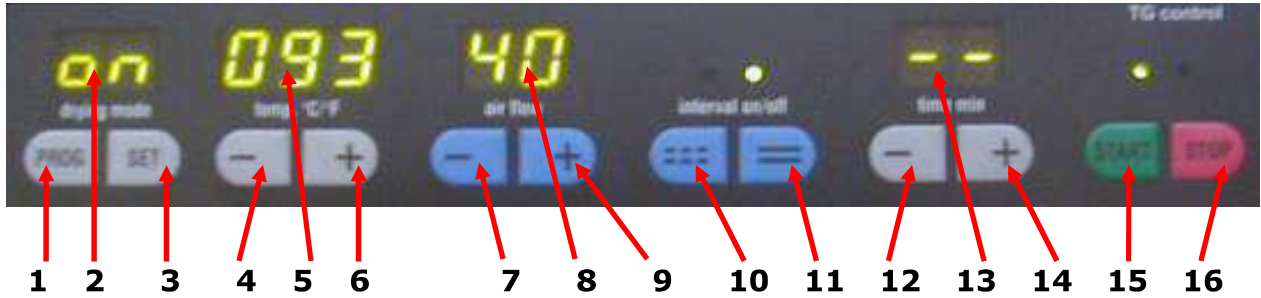 TG control
on 093 40 --
drying mode temp. °C/°F air flow interval on/off time min
PROG SET - + - + - + START STOP
1 2 3 4 5 6 7 8 9 10 11 12 13 14 15 16